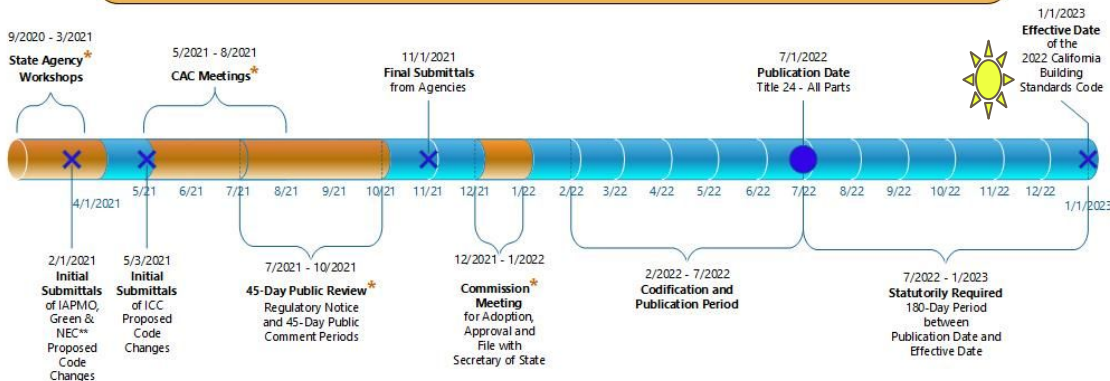 9/2020 - 3/2021
State Agency*
Workshops
5/2021 - 8/2021
CAC Meetings*
11/1/2021
Final Submittals
from Agencies
7/1/2022
Publication Date
Title 24 - All Parts
1/1/2023
Effective Date
of the
2022 California
Building
Standards Code
4/1/2021
5/21
6/21
7/21
8/21
9/21
10/21
11/21
12/21
1/22
2/22
3/22
4/22
5/22
6/22
7/22
8/22
9/22
10/22
11/22
12/22
1/1/2023
2/1/2021
Initial
Submittals
of IAPMO,
Green &
NEC**
Proposed
Code
Changes
5/3/2021
Initial
Submittals
of ICC
Proposed
Code
Changes
7/2021 - 10/2021
45-Day Public Review*
Regulatory Notice
and 45-Day Public
Comment Periods
12/2021 - 1/2022
Commission*
Meeting
for Adoption,
Approval and
File with
Secretary of State
2/2022 - 7/2022
Codification and
Publication Period
7/2022 - 1/2023
Statutorily Required
180-Day Period
between
Publication Date and
Effective Date